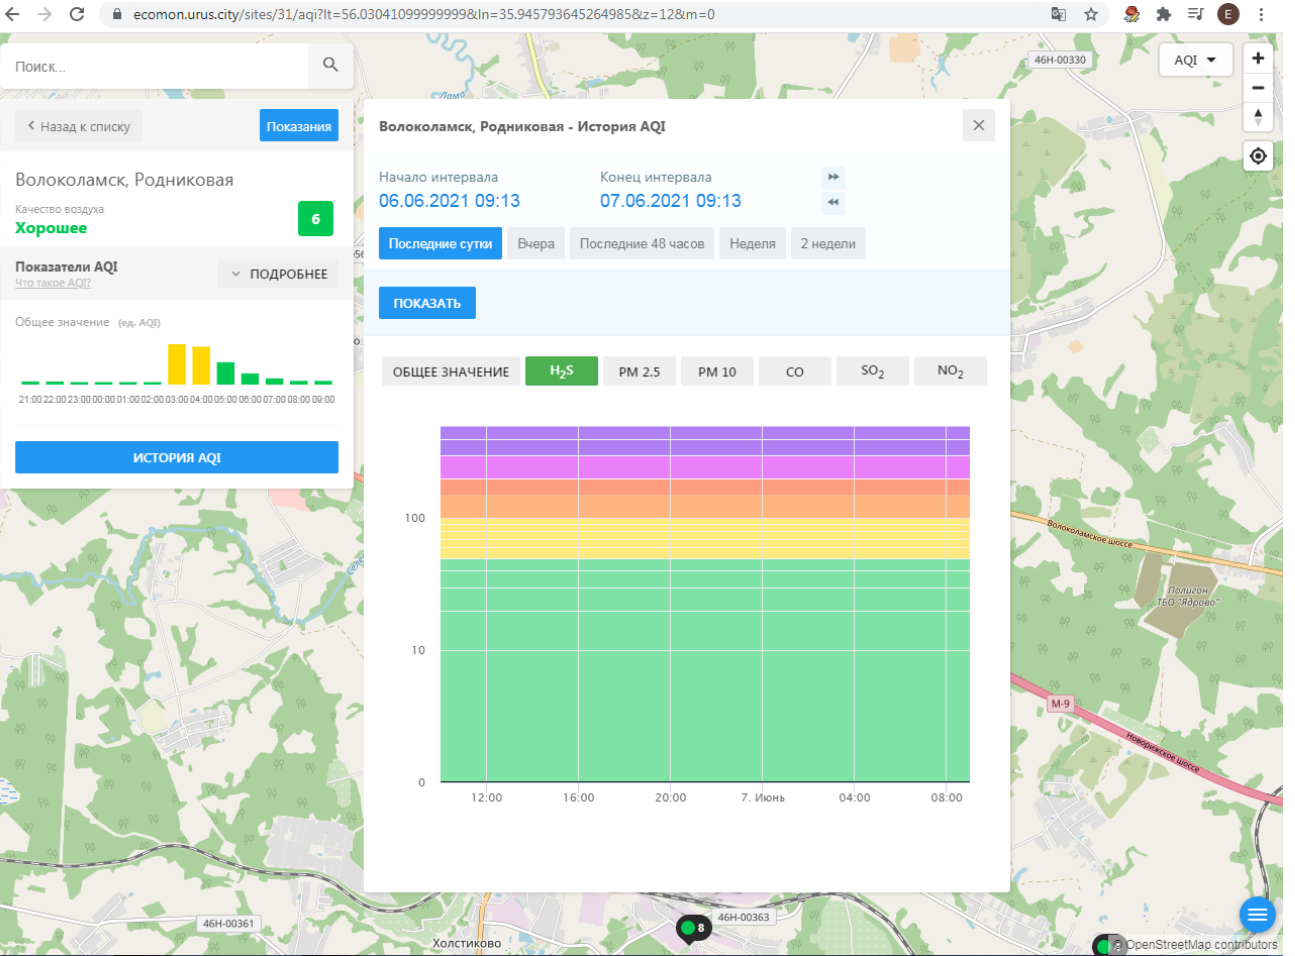 ecomon.urus.city/sites/31/aqi?lt=56.03041099999999&ln=35.945793645264985&z=12&m=0
E
Поиск...
46Н-00330
AQI
Лама
Назад к списку
Показания
Волоколамск, Родниковая - История AQI
Волоколамск, Родниковая
Качество воздуха
Хорошее
6
Начало интервала
Конец интервала
06.06.2021 09:13
07.06.2021 09:13
Последние сутки
Вчера
Последние 48 часов
Неделя
2 недели
Показатели AQI
Что такое AQI?
ПОДРОБНЕЕ
ПОКАЗАТЬ
Общее значение (ед. AQI)
21:00 22:00 23:00 00:00 01:00 02:00 03:00 04:00 05:00 06:00 07:00 08:00 09:00
ИСТОРИЯ AQI
ОБЩЕЕ ЗНАЧЕНИЕ
H2S
PM 2.5
PM 10
CO
SO2
NO2
100
10
0
12:00
16:00
20:00
7. Июнь
04:00
08:00
Волоколамское шоссе
Полигон
ТБО "Ядрово"
М-9
Новорижское шоссе
46Н-00361
46Н-00363
8
Холстиково
© OpenStreetMap contributors